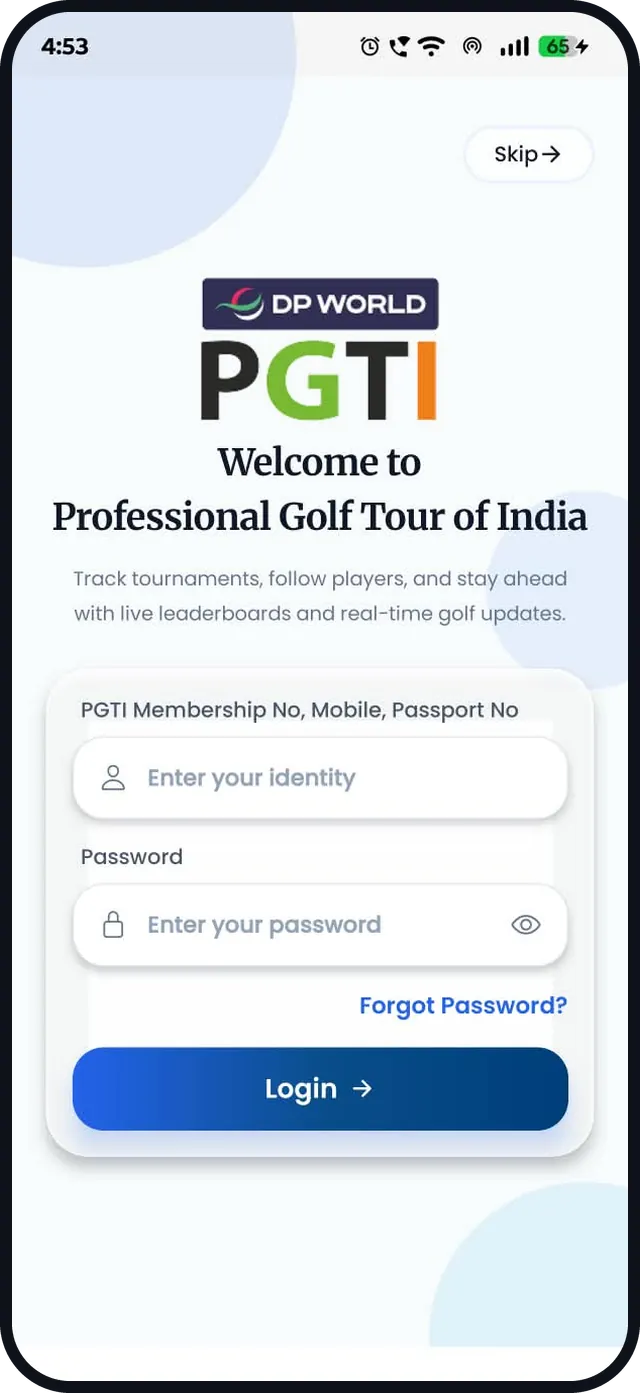 4:53
65
Skip→
DP WORLD
PGTI
Welcome to
Professional Golf Tour of India
Track tournaments, follow players, and stay ahead
with live leaderboards and real-time golf updates.
PGTI Membership No, Mobile, Passport No
Enter your identity
Password
Enter your password
Forgot Password?
Login →